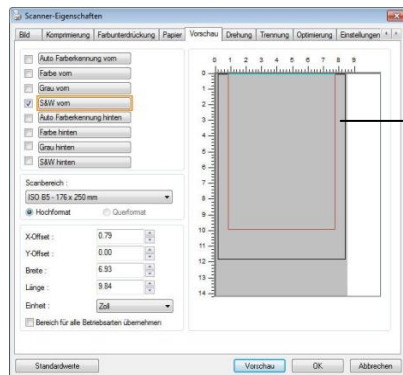 Scanner-Eigenschaften
Bild Komprimierung Farbunterdrückung Papier Vorschau Drehung Trennung Optimierung Einstellungen
Auto Farberkennung vorn
Farbe vorn
Grau vorn
S&W vorn
Auto Farberkennung hinten
Farbe hinten
Grau hinten
S&W hinten
Scanbereich :
ISO B5 - 176 x 250 mm
Hochformat Querformat
X-Offset : 0.79
Y-Offset : 0.00
Breite : 6.93
Länge : 9.84
Einheit : Zoll
Bereich für alle Betriebsarten übernehmen
0 1 2 3 4 5 6 7 8 9
0
1
2
3
4
5
6
7
8
9
10
11
12
13
14
Standardwerte Vorschau OK Abbrechen